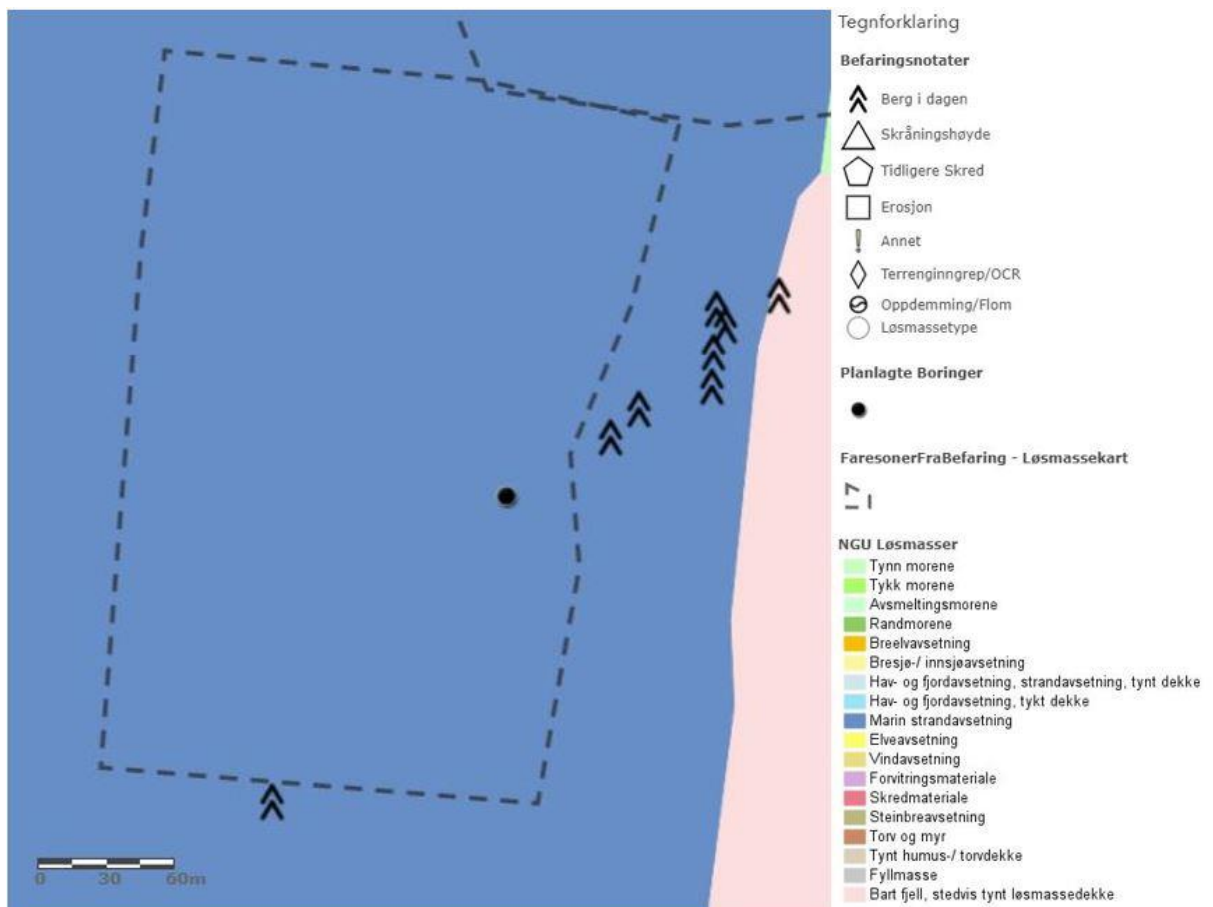 Tegnforklaring
Befaringsnotater
Berg i dagen
Skråningshøyde
Tidligere Skred
Erosjon
Annet
Terrenginngrep/OCR
Oppdemming/Flom
Løsmassetype
Planlagte Boringer
FaresonerFraBefaring - Løsmassekart
NGU Løsmasser
Tynn morene
Tykk morene
Avsmeltingsmorene
Randmorene
Breelvavsetning
Bresjø-/ innsjøavsetning
Hav- og fjordavsetning, strandavsetning, tynt dekke
Hav- og fjordavsetning, tykt dekke
Marin strandavsetning
Elveavsetning
Vindavsetning
Forvitringsmateriale
Skredmateriale
Steinbreavsetning
Torv og myr
Tynt humus-/ torvdekke
Fyllmasse
Bart fjell, stedvis tynt løsmassedekke
0 30 60m